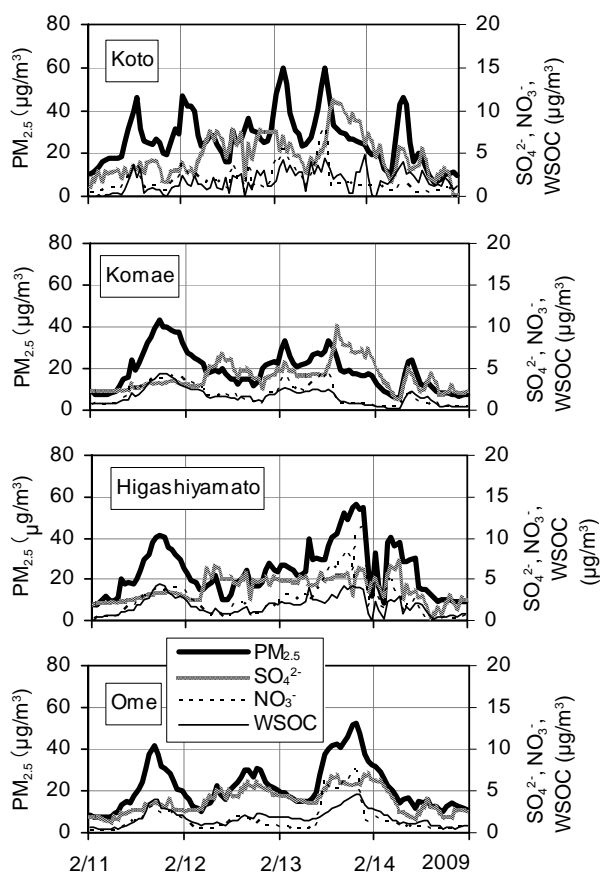 80
60
40
20
0
PM2.5 (μg/m³)
Koto
20
15
10
5
0
SO₄²⁻, NO₃⁻,
WSOC (μg/m³)
80
60
40
20
0
PM2.5 (μg/m³)
Komae
20
15
10
5
0
SO₄²⁻, NO₃⁻,
WSOC (μg/m³)
80
60
40
20
0
PM2.5 (μg/m³)
Higashiyamato
20
15
10
5
0
SO₄²⁻, NO₃⁻,
WSOC
(μg/m³)
PM2.5
SO₄²⁻
NO₃⁻
WSOC
80
60
40
20
0
PM2.5 (μg/m³)
Ome
20
15
10
5
0
SO₄²⁻, NO₃⁻,
WSOC (μg/m³)
2/11 2/12 2/13 2/14 2009